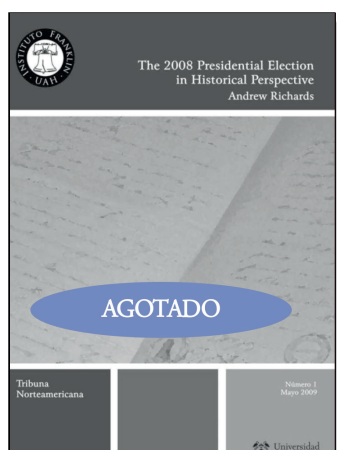 INSTITUTO FRANKLIN
· UAH ·
The 2008 Presidential Election
in Historical Perspective
Andrew Richards
AGOTADO
Tribuna
Norteamericana
Número 1
Mayo 2009
Universidad